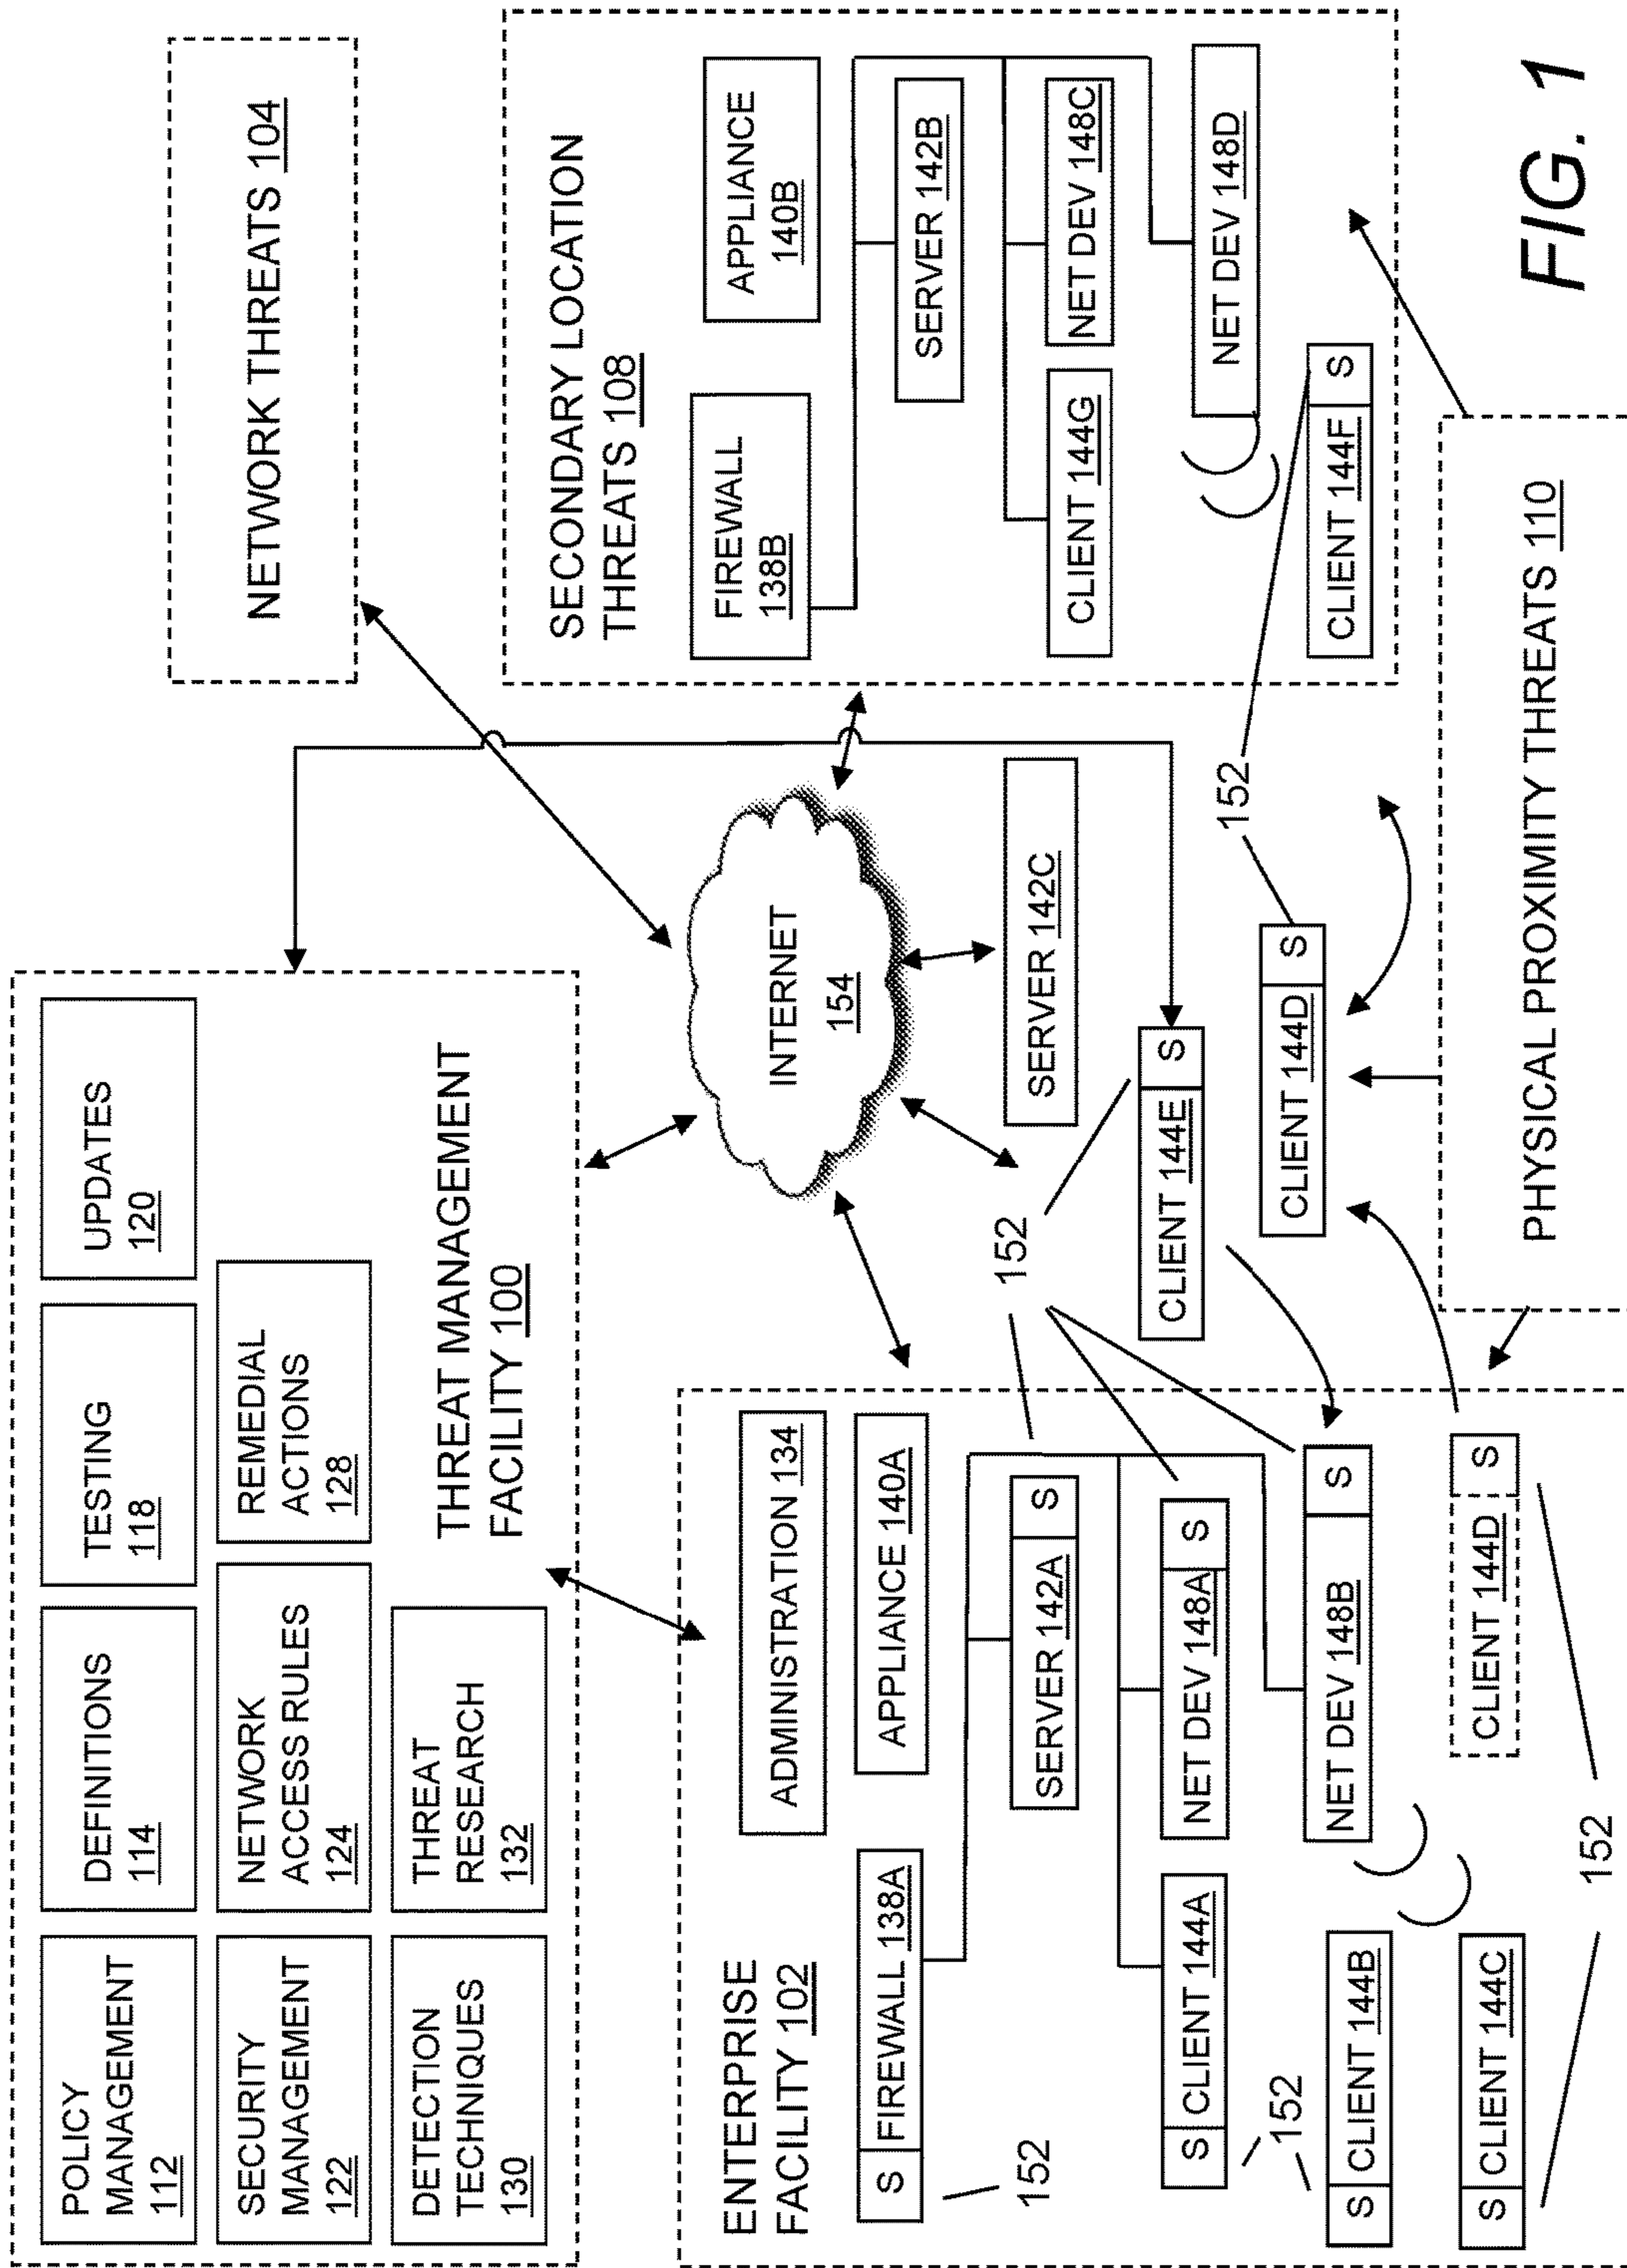 POLICY
MANAGEMENT
112
DEFINITIONS
114
TESTING
118
UPDATES
120
SECURITY
MANAGEMENT
122
NETWORK
ACCESS RULES
124
REMEDIAL
ACTIONS
128
DETECTION
TECHNIQUES
130
THREAT
RESEARCH
132
THREAT MANAGEMENT
FACILITY 100
NETWORK THREATS 104
INTERNET
154
SECONDARY LOCATION
THREATS 108
FIREWALL
138B
APPLIANCE
140B
SERVER 142B
CLIENT 144G
NET DEV 148C
NET DEV 148D
CLIENT 144F
S
ENTERPRISE
FACILITY 102
ADMINISTRATION 134
S
FIREWALL 138A
APPLIANCE 140A
152
SERVER 142A
S
152
SERVER 142C
S
CLIENT 144A
NET DEV 148A
S
CLIENT 144E
S
152
152
S
CLIENT 144B
NET DEV 148B
S
CLIENT 144D
S
S
CLIENT 144C
CLIENT 144D
S
152
PHYSICAL PROXIMITY THREATS 110
FIG. 1